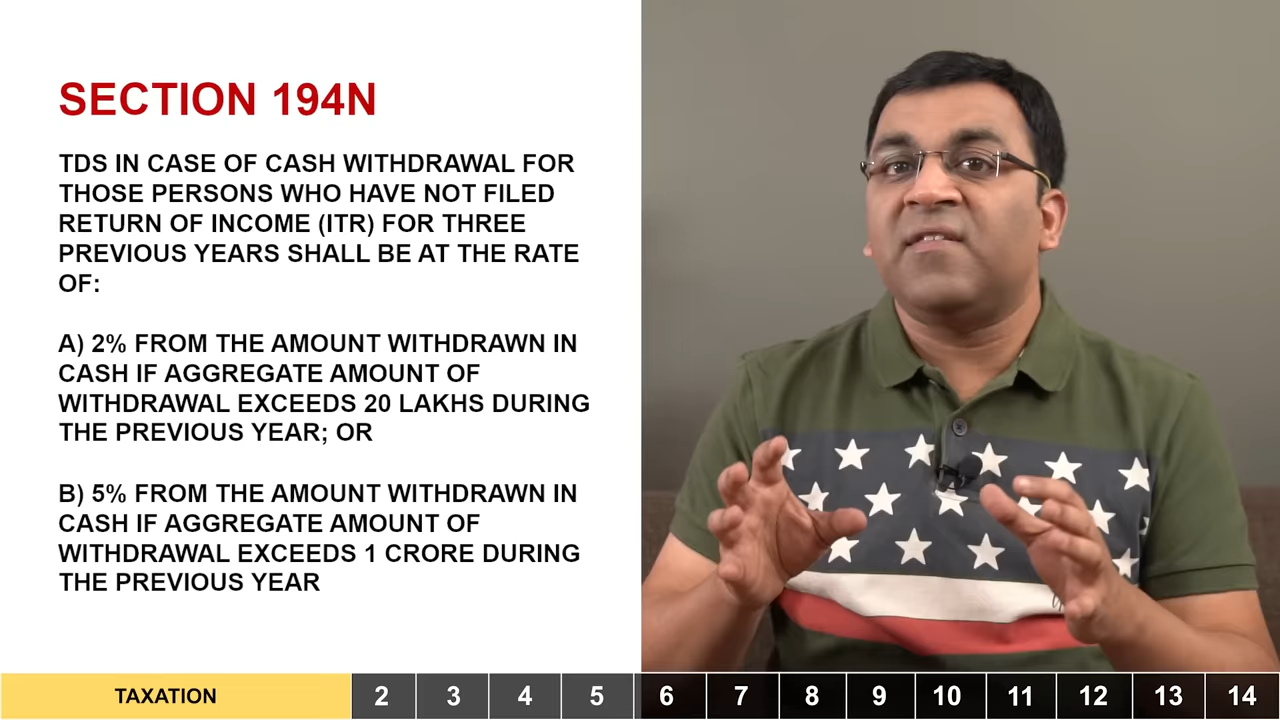 SECTION 194N
TDS IN CASE OF CASH WITHDRAWAL FOR
THOSE PERSONS WHO HAVE NOT FILED
RETURN OF INCOME (ITR) FOR THREE
PREVIOUS YEARS SHALL BE AT THE RATE
OF:
A) 2% FROM THE AMOUNT WITHDRAWN IN
CASH IF AGGREGATE AMOUNT OF
WITHDRAWAL EXCEEDS 20 LAKHS DURING
THE PREVIOUS YEAR; OR
B) 5% FROM THE AMOUNT WITHDRAWN IN
CASH IF AGGREGATE AMOUNT OF
WITHDRAWAL EXCEEDS 1 CRORE DURING
THE PREVIOUS YEAR
TAXATION 2 3 4 5 6 7 8 9 10 11 12 13 14